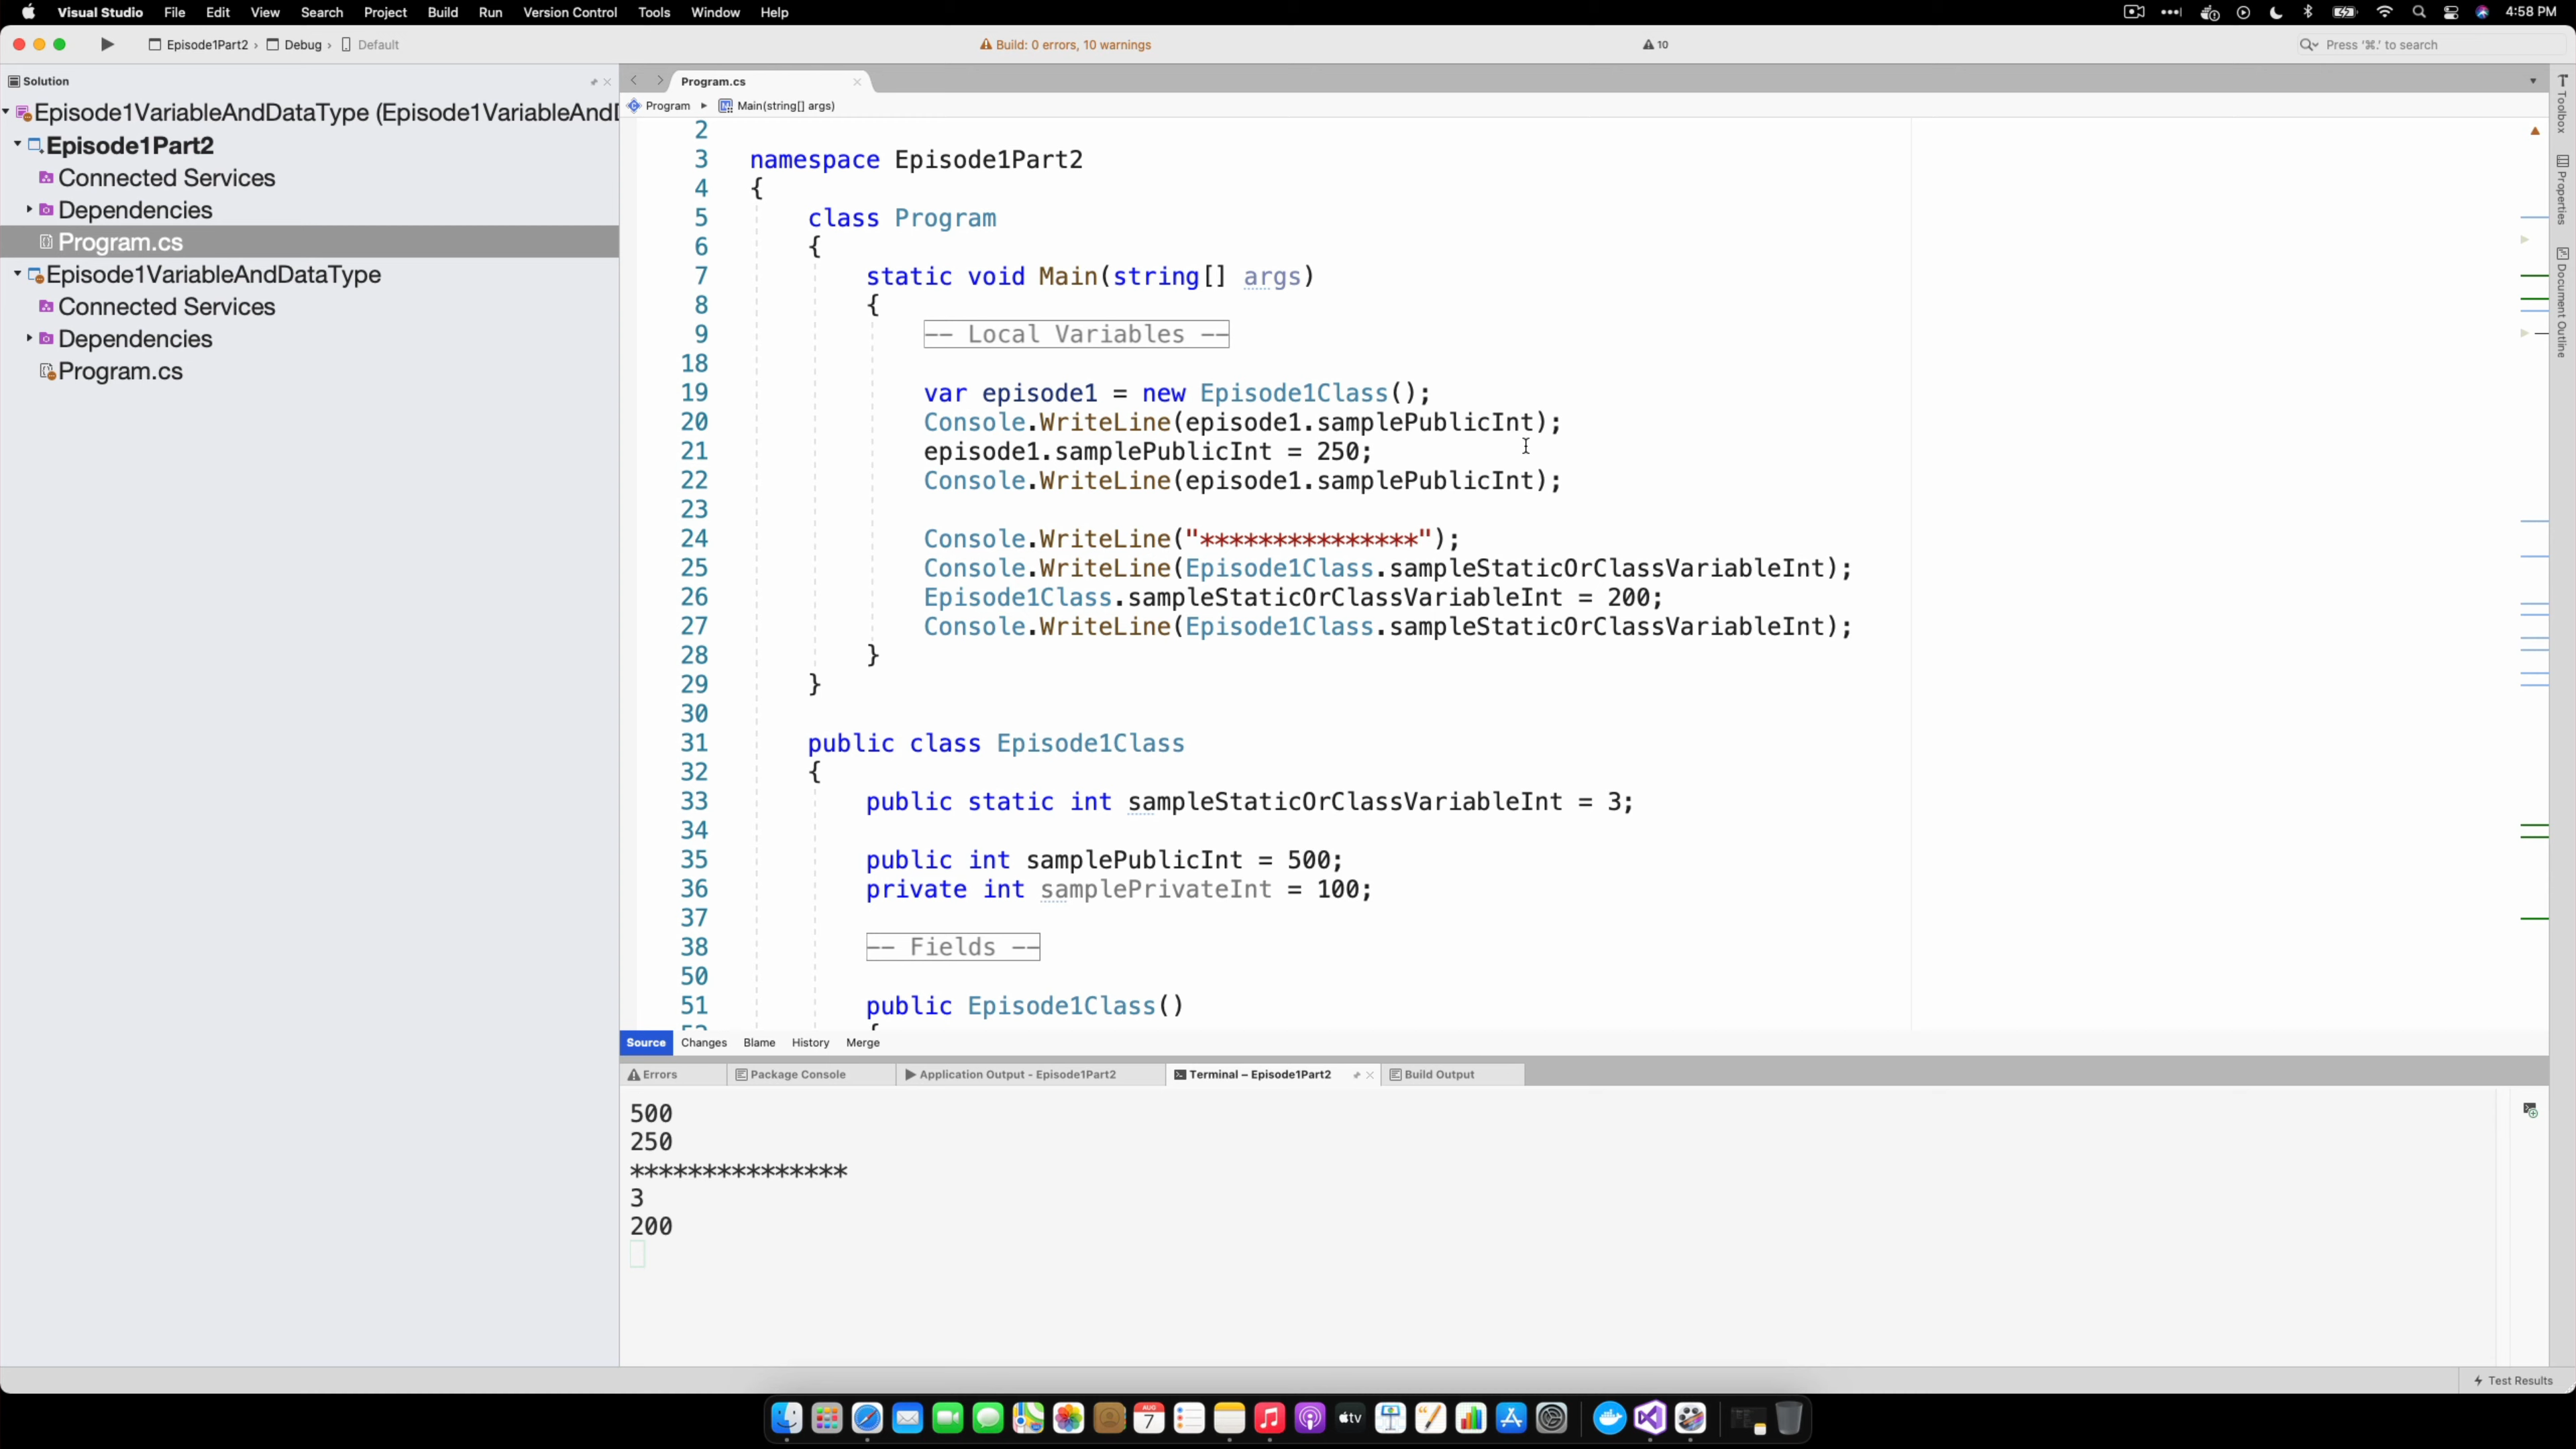 Visual Studio File Edit View Search Project Build Run Version Control Tools Window Help 4:58 PM
Episode1Part2 › Debug › Default Build: 0 errors, 10 warnings 10 Press '⌘.' to search
Solution
Episode1VariableAndDataType (Episode1VariableAndD
Episode1Part2
Connected Services
Dependencies
Program.cs
Episode1VariableAndDataType
Connected Services
Dependencies
Program.cs
Program.cs
Program Main(string[] args)
2
3 namespace Episode1Part2
4 {
5 class Program
6 {
7 static void Main(string[] args)
8 {
9 -- Local Variables --
18
19 var episode1 = new Episode1Class();
20 Console.WriteLine(episode1.samplePublicInt);
21 episode1.samplePublicInt = 250;
22 Console.WriteLine(episode1.samplePublicInt);
23
24 Console.WriteLine("***************");
25 Console.WriteLine(Episode1Class.sampleStaticOrClassVariableInt);
26 Episode1Class.sampleStaticOrClassVariableInt = 200;
27 Console.WriteLine(Episode1Class.sampleStaticOrClassVariableInt);
28 }
29 }
30
31 public class Episode1Class
32 {
33 public static int sampleStaticOrClassVariableInt = 3;
34
35 public int samplePublicInt = 500;
36 private int samplePrivateInt = 100;
37
38 -- Fields --
50
51 public Episode1Class()
Source Changes Blame History Merge
Errors Package Console Application Output - Episode1Part2 Terminal – Episode1Part2 Build Output
500
250
***************
3
200
Toolbox
Properties
Document Outline
Test Results
AUG
7
tv